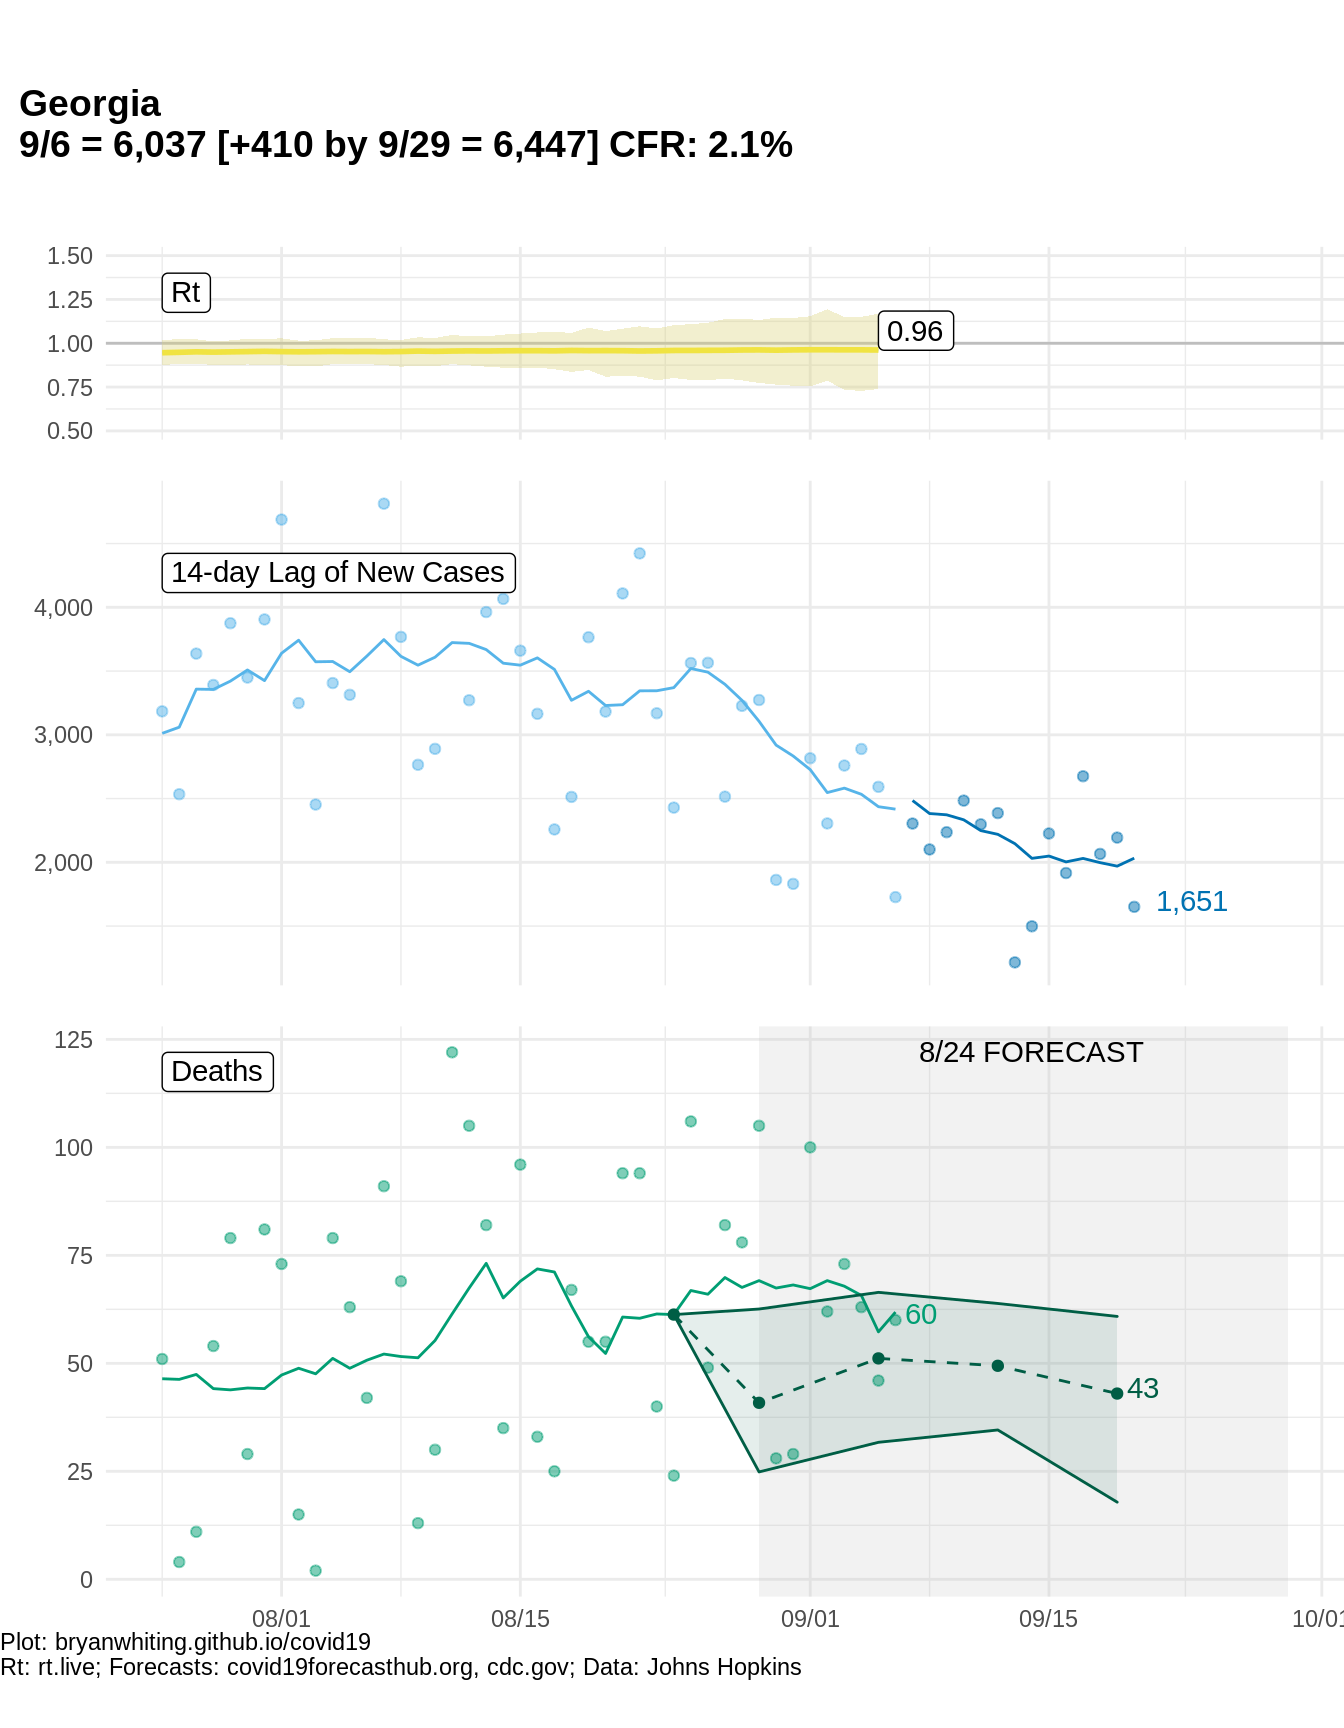 Georgia
9/6 = 6,037 [+410 by 9/29 = 6,447] CFR: 2.1%
1.50
Rt
1.25
0.96
1.00
0.75
0.50
14-day Lag of New Cases
4,000
3,000
2,000
1,651
125
8/24 FORECAST
Deaths
100
75
60
50
43
25
0
08/01 08/15 09/01 09/15 10/01
Plot: bryanwhiting.github.io/covid19
Rt: rt.live; Forecasts: covid19forecasthub.org, cdc.gov; Data: Johns Hopkins